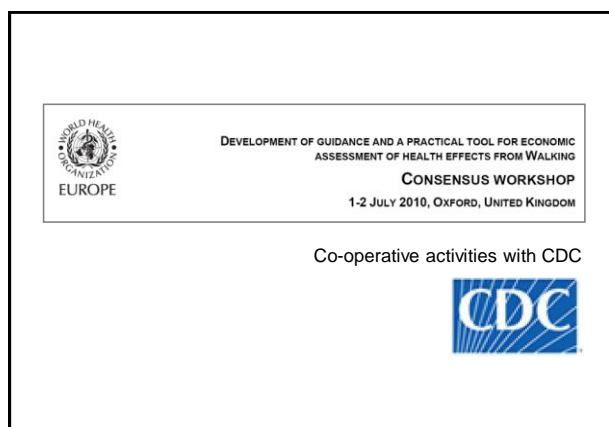 WORLD HEALTH
ORGANIZATION
EUROPE
DEVELOPMENT OF GUIDANCE AND A PRACTICAL TOOL FOR ECONOMIC
ASSESSMENT OF HEALTH EFFECTS FROM WALKING
CONSENSUS WORKSHOP
1-2 JULY 2010, OXFORD, UNITED KINGDOM
Co-operative activities with CDC
CDC